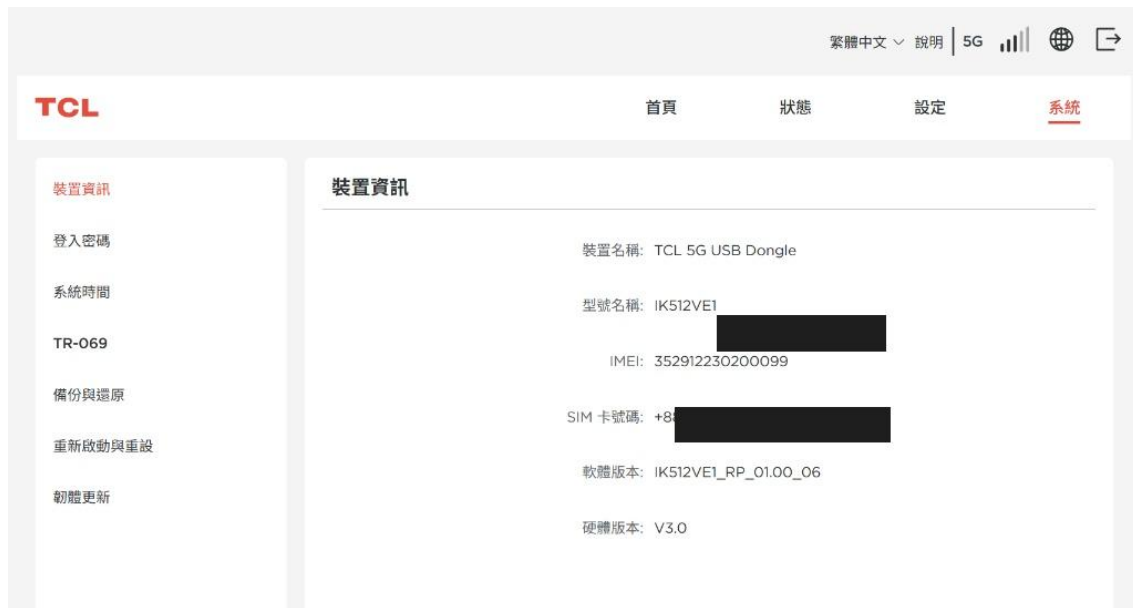 繁體中文 說明 5G
TCL 首頁 狀態 設定 系統
裝置資訊
登入密碼
系統時間
TR-069
備份與還原
重新啟動與重設
韌體更新
裝置資訊
裝置名稱: TCL 5G USB Dongle
型號名稱: IK512VE1
IMEI: 352912230200099
SIM 卡號碼: +8
軟體版本: IK512VE1_RP_01.00_06
硬體版本: V3.0